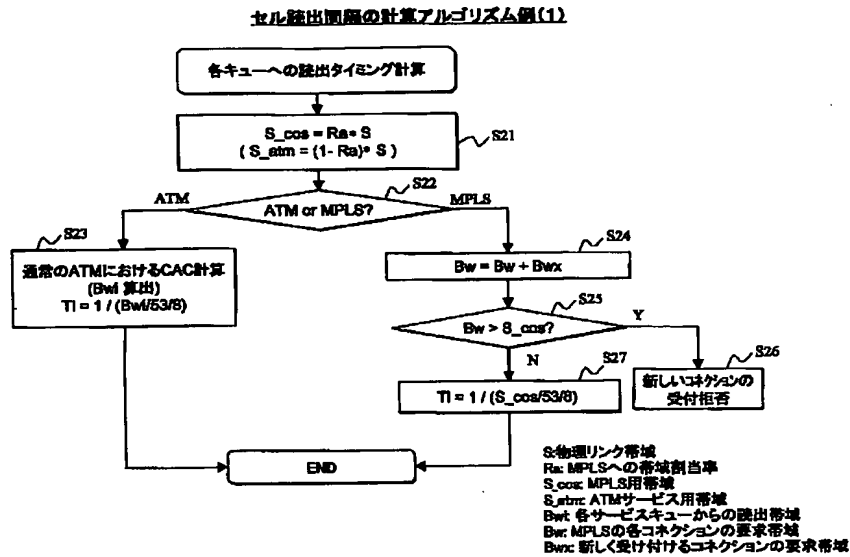 セル読出間隔の計算アルゴリズム例(1)
各キューへの読出タイミング計算
S_cos = Ra* S
( S_atm = (1- Ra)* S )
S21
ATM or MPLS?
S22
ATM
MPLS
S23
通常のATMにおけるCAC計算
(Bwi 算出)
Ti = 1 / (Bwi/53/8)
S24
Bw = Bw + Bwx
S25
Bw > S_cos?
Y
N
S26
新しいコネクションの
受付拒否
S27
Ti = 1 / (S_cos/53/8)
END
S:物理リンク帯域
Ra: MPLSへの帯域割当率
S_cos: MPLS用帯域
S_atm: ATMサービス用帯域
Bwi: 各サービスキューからの読出帯域
Bw: MPLSの各コネクションの要求帯域
Bwx: 新しく受け付けるコネクションの要求帯域